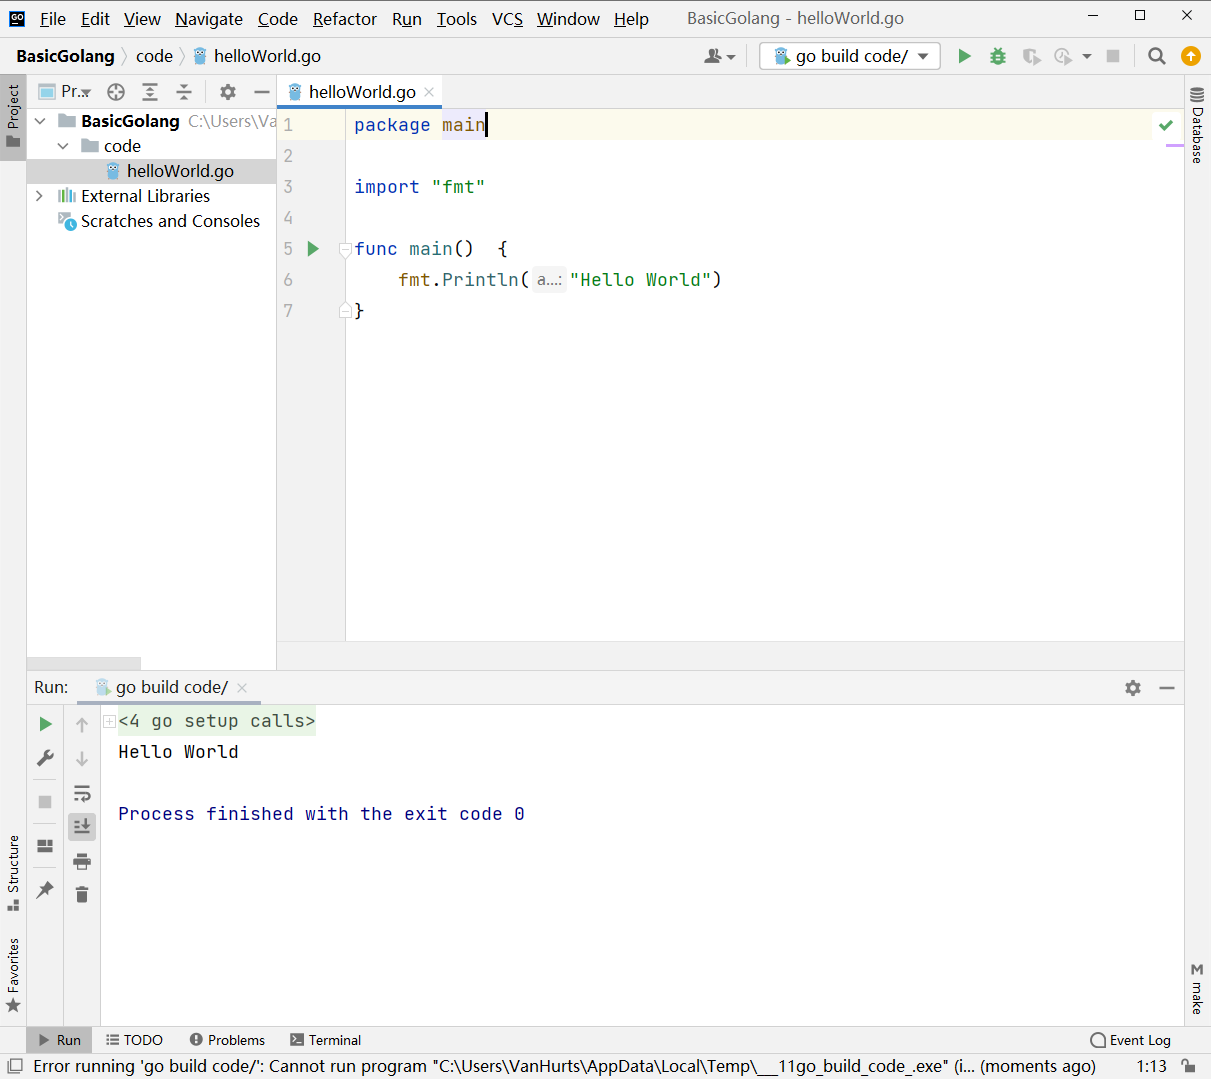 GO File Edit View Navigate Code Refactor Run Tools VCS Window Help BasicGolang - helloWorld.go
BasicGolang code helloWorld.go go build code/
Project
Pr...
helloWorld.go
BasicGolang C:\Users\Va
code
helloWorld.go
External Libraries
Scratches and Consoles
1 package main
2
3 import "fmt"
4
5 func main()  {
6 fmt.Println( a...: "Hello World")
7 }
Database
Run: go build code/
<4 go setup calls>
Hello World
Process finished with the exit code 0
Structure
Favorites
make
Run TODO Problems Terminal Event Log
Error running 'go build code/': Cannot run program "C:\Users\VanHurts\AppData\Local\Temp\___11go_build_code_.exe" (i... (moments ago) 1:13